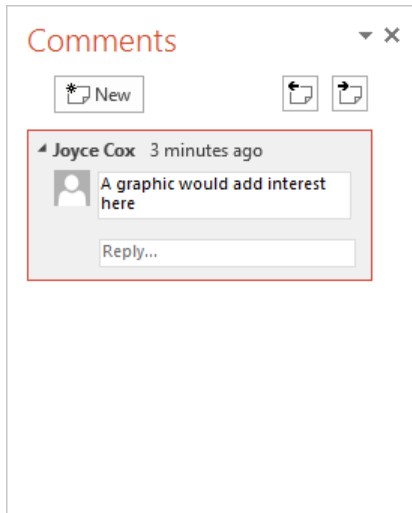 Comments
New
Joyce Cox 3 minutes ago
A graphic would add interest
here
Reply...